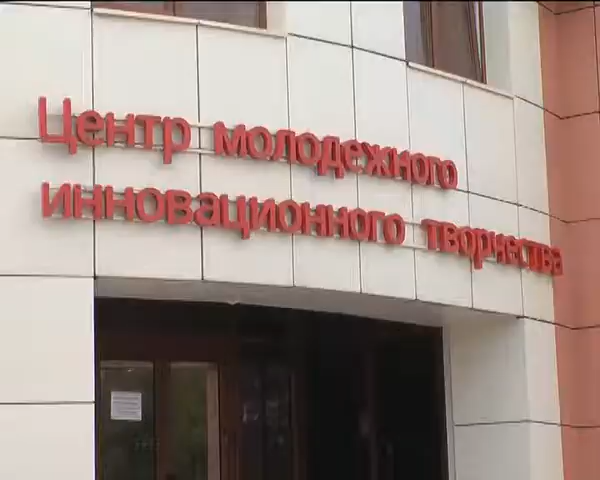 Центр молодежного
инновационного творчества